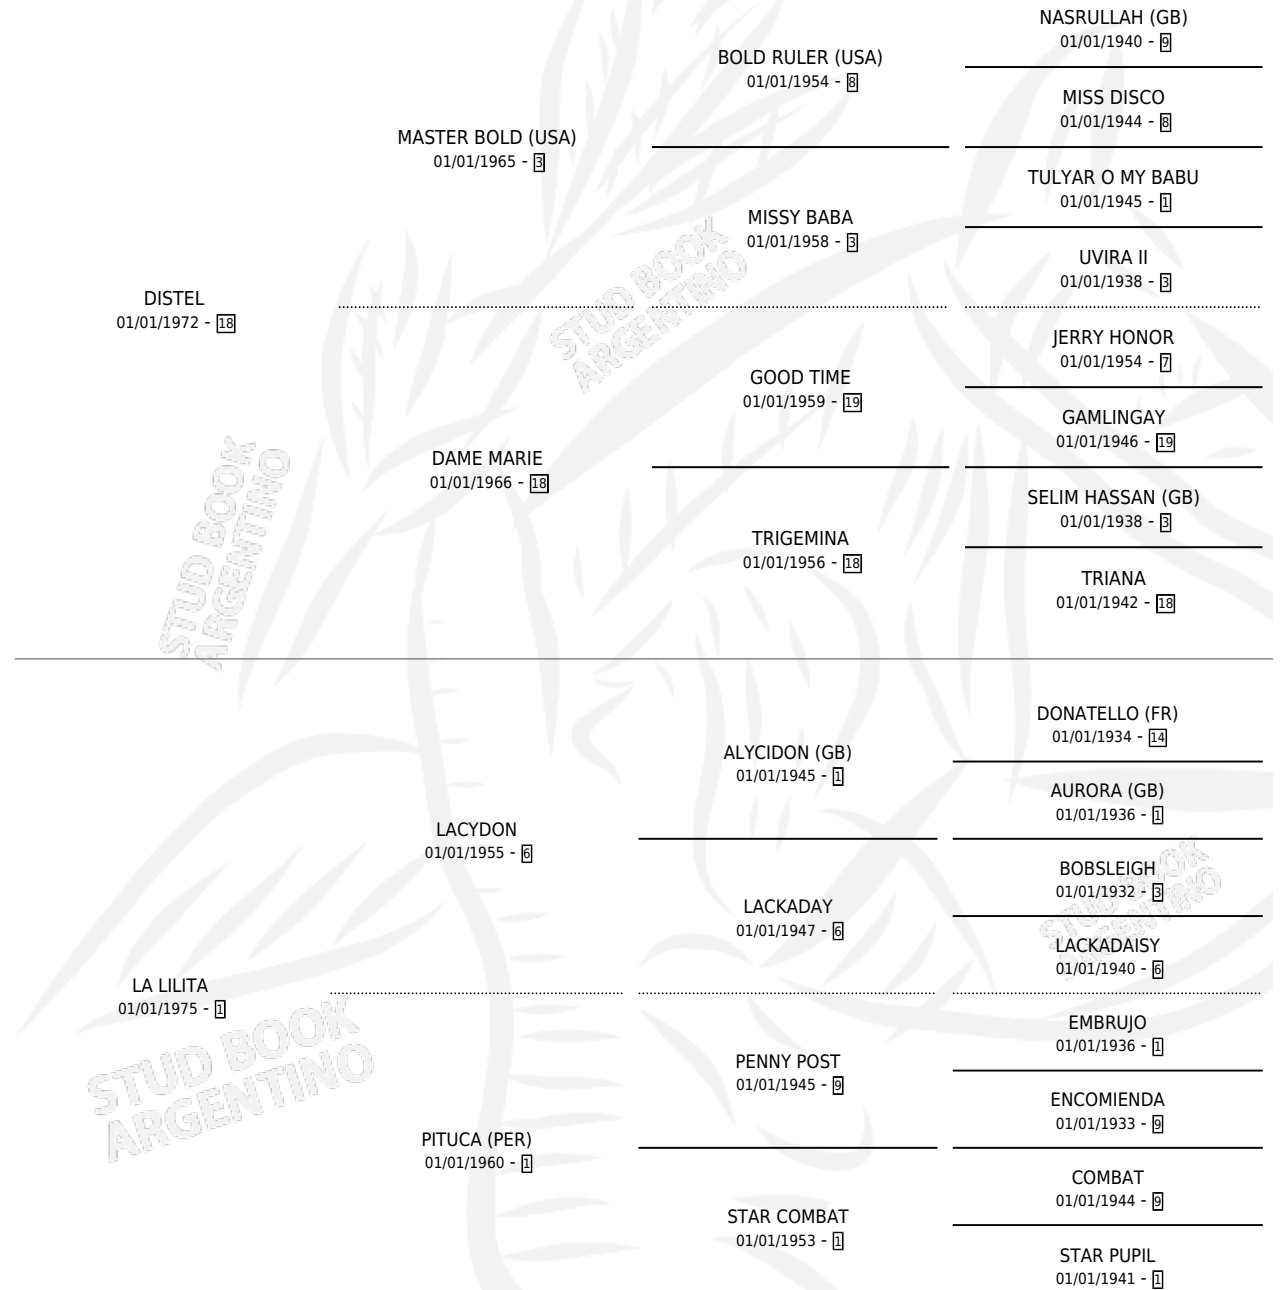 NASRULLAH (GB)
01/01/1940 - 9
BOLD RULER (USA)
01/01/1954 - 8
MISS DISCO
01/01/1944 - 8
MASTER BOLD (USA)
01/01/1965 - 3
TULYAR O MY BABU
01/01/1945 - 1
MISSY BABA
01/01/1958 - 3
UVIRA II
01/01/1938 - 3
DISTEL
01/01/1972 - 18
JERRY HONOR
01/01/1954 - 7
GOOD TIME
01/01/1959 - 19
GAMLINGAY
01/01/1946 - 19
DAME MARIE
01/01/1966 - 18
SELIM HASSAN (GB)
01/01/1938 - 3
TRIGEMINA
01/01/1956 - 18
TRIANA
01/01/1942 - 18
DONATELLO (FR)
01/01/1934 - 14
ALYCIDON (GB)
01/01/1945 - 1
AURORA (GB)
01/01/1936 - 1
LACYDON
01/01/1955 - 6
BOBSLEIGH
01/01/1932 - 3
LACKADAY
01/01/1947 - 6
LACKADAISY
01/01/1940 - 6
LA LILITA
01/01/1975 - 1
EMBRUJO
01/01/1936 - 1
PENNY POST
01/01/1945 - 9
ENCOMIENDA
01/01/1933 - 9
PITUCA (PER)
01/01/1960 - 1
COMBAT
01/01/1944 - 9
STAR COMBAT
01/01/1953 - 1
STAR PUPIL
01/01/1941 - 1
STUD BOOK
ARGENTINO
STUD BOOK
ARGENTINO
STUD BOOK
ARGENTINO
STUD BOOK
ARGENTINO